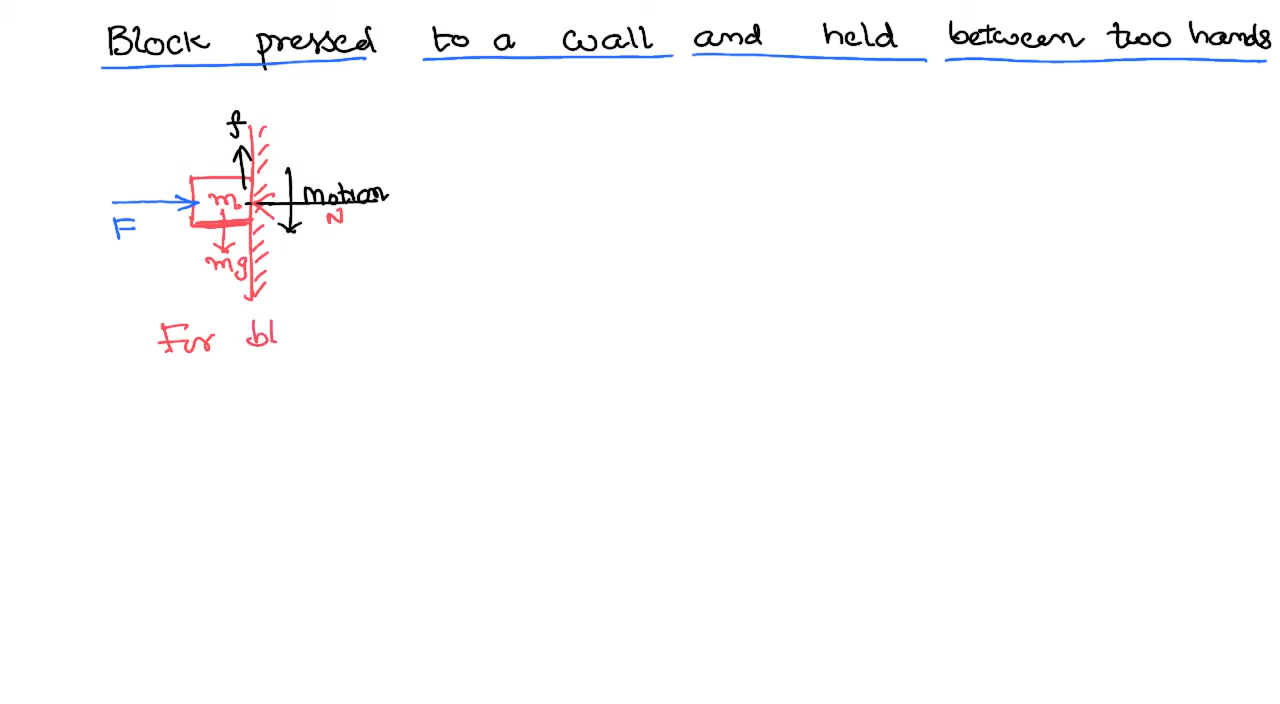 Block pressed to a wall and held between two hands
f
m
motion
F
N
mg
For bl